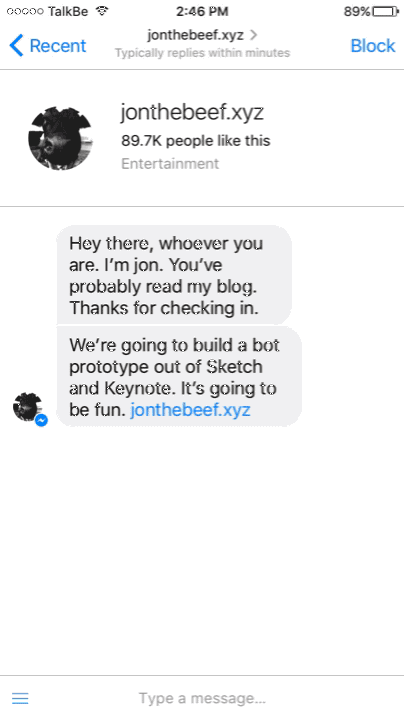 TalkBe 2:46 PM 89%
Recent jonthebeef.xyz Block
Typically replies within minutes
jonthebeef.xyz
89.7K people like this
Entertainment
Hey there, whoever you
are. I'm jon. You've
probably read my blog.
Thanks for checking in.
We're going to build a bot
prototype out of Sketch
and Keynote. It's going to
be fun. jonthebeef.xyz
Type a message...